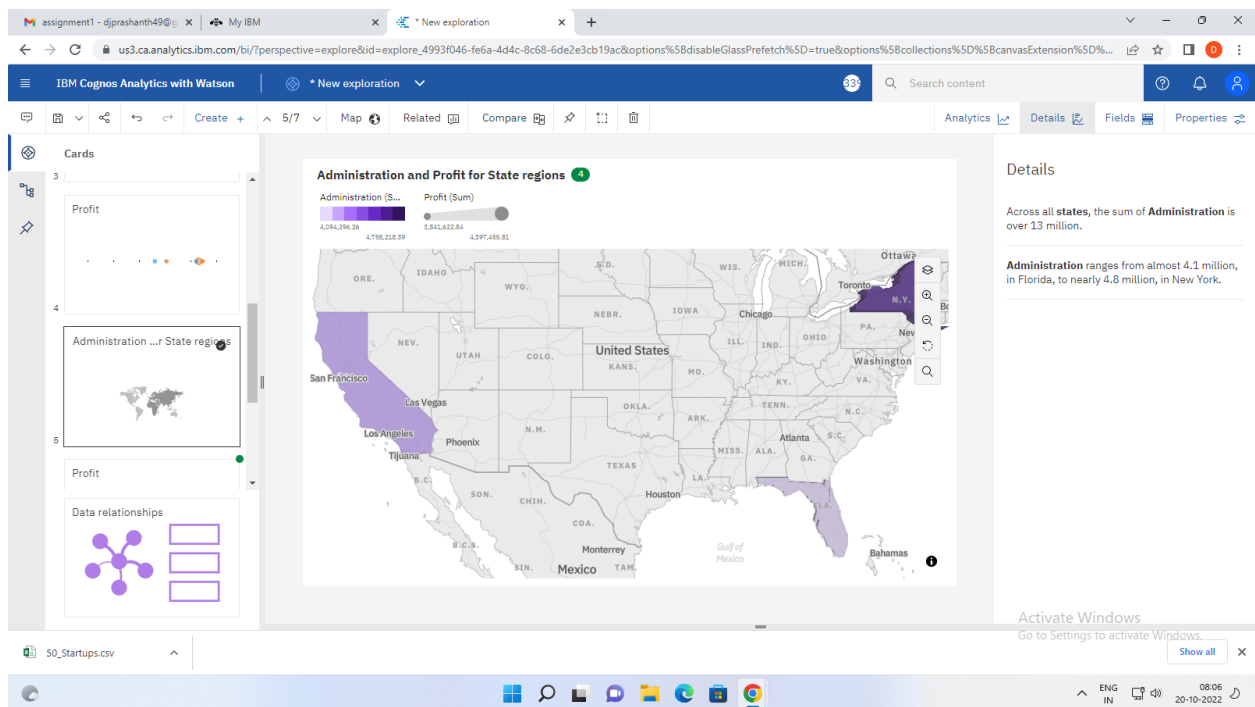 assignment1 - djprashanth49@g
My IBM
* New exploration
us3.ca.analytics.ibm.com/bi/?perspective=explore&id=explore_4993f046-fe6a-4d4c-8c68-6de2e3cb19ac&options%5BdisableGlassPrefetch%5D=true&options%5Bcollections%5D%5BcanvasExtension%5D%...
D
IBM Cognos Analytics with Watson
* New exploration
339
Search content
Create +
5/7
Map
Related
Compare
Analytics
Details
Fields
Properties
Cards
3
Profit
4
Administration ...r State regions
5
Profit
Data relationships
Administration and Profit for State regions 4
Administration (S...
Profit (Sum)
4,094,296.26
4,758,218.59
3,841,622.84
4,397,485.81
Ottawa
ORE.
IDAHO
WYO.
S.D.
WIS.
MICH.
Toronto
N.Y.
NEBR.
IOWA
Chicago
PA.
New
NEV.
UTAH
COLO.
United States
KANS.
ILL.
IND.
OHIO
Washington
MO.
KY.
VA.
San Francisco
Las Vegas
OKLA.
TENN.
N.C.
ARK.
Los Angeles
Phoenix
N.M.
Atlanta
S.C.
Tijuana
MISS.
ALA.
GA.
TEXAS
LA.
B.C.
SON.
CHIH.
Houston
FLA.
COA.
B.C.S.
Monterrey
Gulf of
Mexico
Bahamas
SIN.
Mexico
TAM.
Details
Across all states, the sum of Administration is
over 13 million.
Administration ranges from almost 4.1 million,
in Florida, to nearly 4.8 million, in New York.
Activate Windows
Go to Settings to activate Windows.
50_Startups.csv
Show all
ENG
IN
08:06
20-10-2022